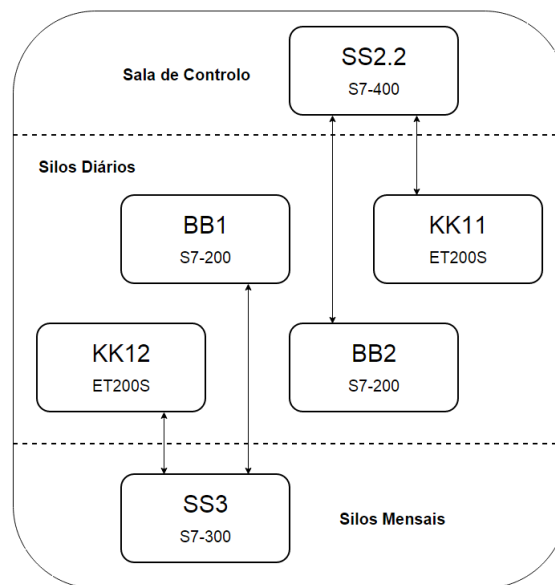 SS2.2
S7-400
Sala de Controlo
Silos Diários
BB1
S7-200
KK11
ET200S
KK12
ET200S
BB2
S7-200
SS3
S7-300
Silos Mensais